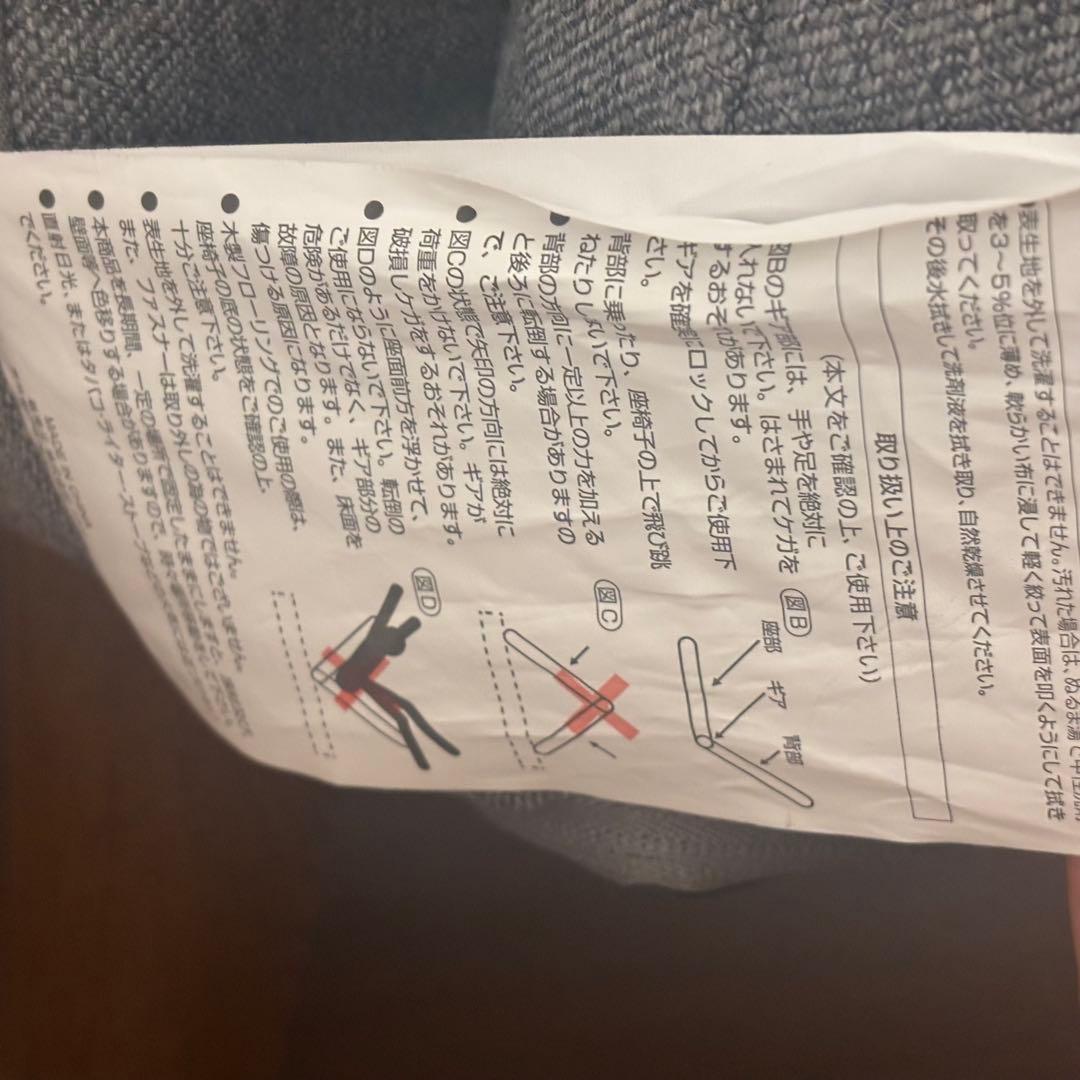 表生地を外して洗濯することはできません。汚れた場合は、ぬるま湯で中性洗剤
を3～5%位に薄め、軟らかい布に浸して軽く絞って表面を叩くようにして拭き
取ってください。
その後水拭きして洗剤液を拭き取り、自然乾燥させてください。
取り扱い上のご注意
(本文をご確認の上、ご使用下さい)
図Bのギア部には、手や足を絶対に
入れないで下さい。はさまれてケガを
するおそれがあります。
ギアを確実にロックしてからご使用下
さい。
背部に乗ったり、座椅子の上で飛び跳
ねたりしないで下さい。
● 背部の方向に一定以上の力を加える
と後ろに転倒する場合がありますの
で、ご注意下さい。
● 図Cの状態で矢印の方向には絶対に
荷重をかけないで下さい。ギアが
破損しケガをするおそれがあります。
● 図Dのように座面前方を浮かせて、
ご使用にならないで下さい。転倒の
危険があるだけでなく、ギア部分の
故障の原因となります。また、床面を
傷つける原因になります。
● 木製フローリングでのご使用の際は、
座椅子の底の状態をご確認の上、
十分ご注意下さい。
● 表生地を外して洗濯することはできません。
また、ファスナーは取り外しの為の物ではございません。
● 本商品を長期間、一定の場所で固定したままにしますと、
壁面等へ色移りする場合がありますので、
● 直射日光、またはタバコ・ライター・ストーブなど
でください。
図B
座部
ギア
背部
図C
図D
MADE IN